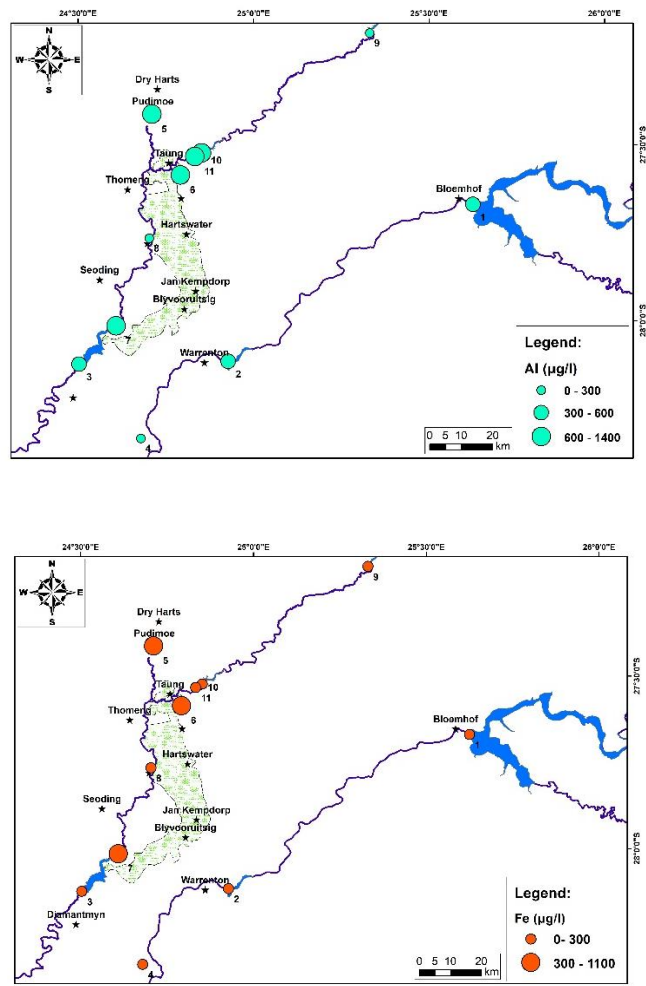 24°30'E 25°0'0"E 25°30'0"E 26°0'0"E
N
W E
S
9
Dry Harts
Pudimoe
5
27°30'0"S
Taung
10
11
Thomeng
6
Bloemhof
1
Hartswater
8
Seoding
Jan Kempdorp
Blyvooruitsig
28°0'0"S
7
Warrenton
2
3
Legend:
Al (µg/l)
0 - 300
300 - 600
600 - 1400
0 5 10 20
km
4
24°30"E 25°0'0"E 25°30'0"E 26°0'0"E
N
W E
S
9
Dry Harts
Pudimoe
5
27°30'0"S
Taung
10
11
Thomeng
6
Bloemhof
1
Hartswater
8
Seoding
Jan Kempdorp
Blyvooruitsig
28°0'0"S
7
Warrenton
2
3
Legend:
Fe (µg/l)
Diamantmyn
0- 300
300 - 1100
0 5 10 20
km
4